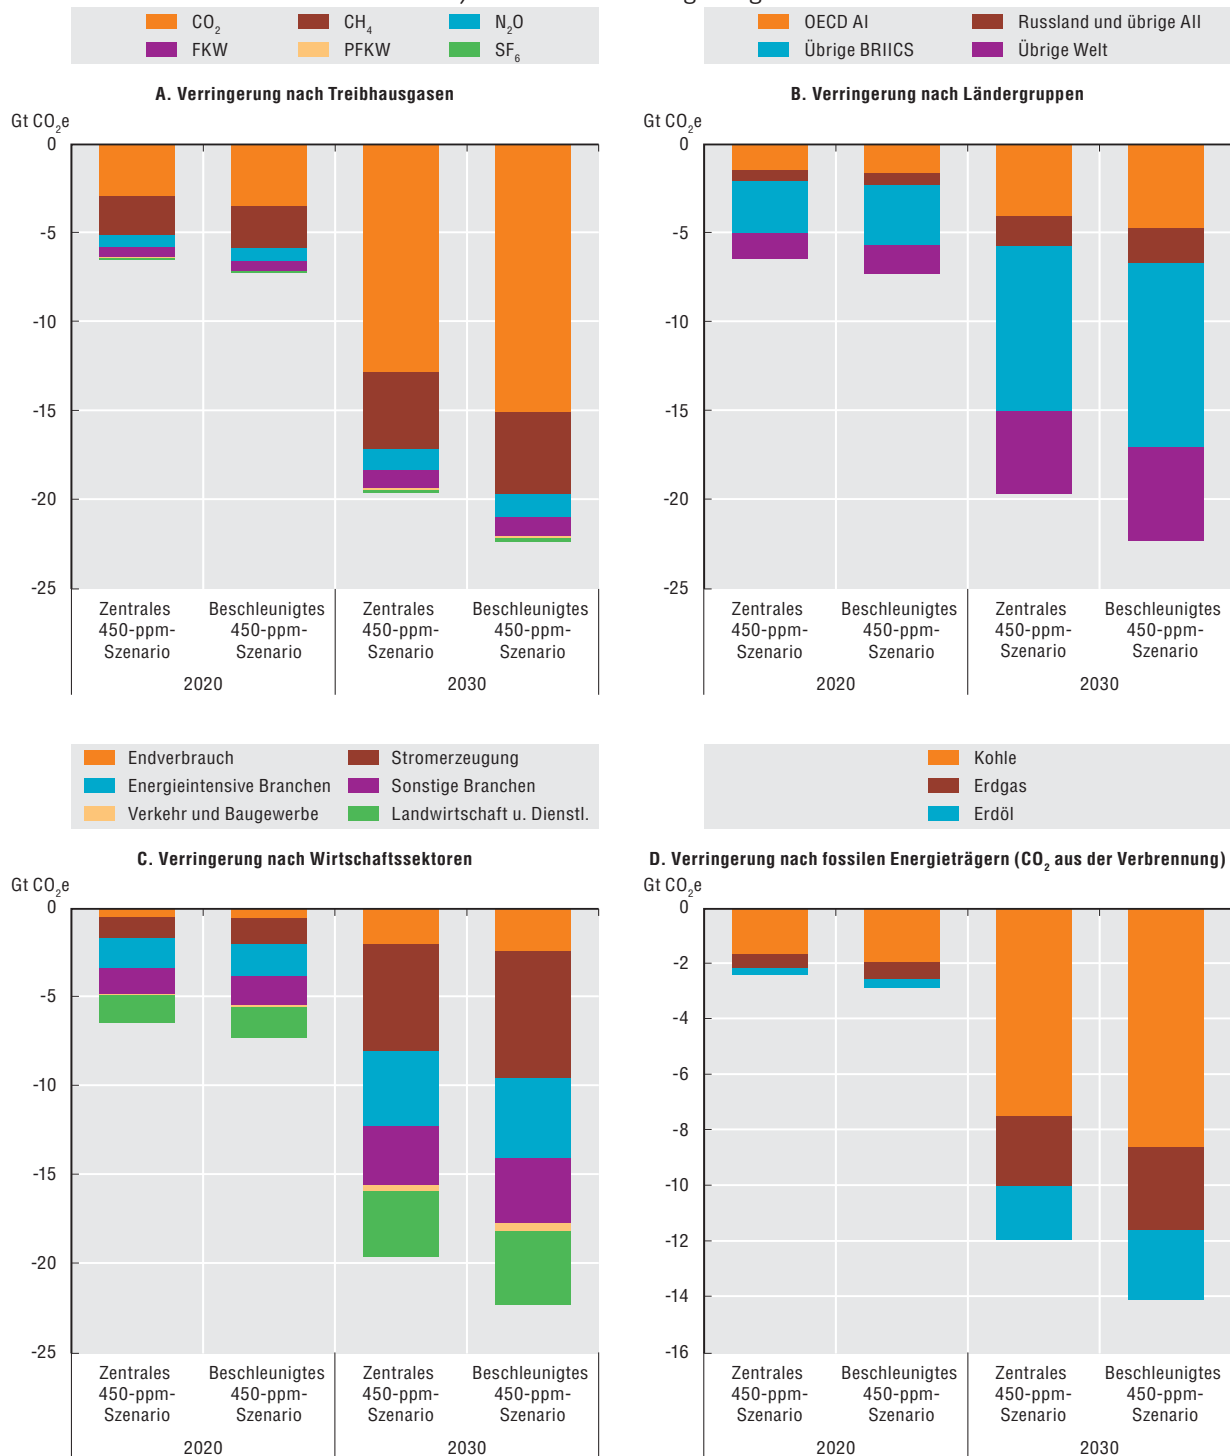 CO2 CH4 N2O
FKW PFKW SF6
A. Verringerung nach Treibhausgasen
Gt CO2e
0
-5
-10
-15
-20
-25
Zentrales 450-ppm-Szenario
Beschleunigtes 450-ppm-Szenario
Zentrales 450-ppm-Szenario
Beschleunigtes 450-ppm-Szenario
2020 2030
OECD AI Russland und übrige AII
Übrige BRIICS Übrige Welt
B. Verringerung nach Ländergruppen
Gt CO2e
0
-5
-10
-15
-20
-25
Zentrales 450-ppm-Szenario
Beschleunigtes 450-ppm-Szenario
Zentrales 450-ppm-Szenario
Beschleunigtes 450-ppm-Szenario
2020 2030
Endverbrauch Stromerzeugung
Energieintensive Branchen Sonstige Branchen
Verkehr und Baugewerbe Landwirtschaft u. Dienstl.
C. Verringerung nach Wirtschaftssektoren
Gt CO2e
0
-5
-10
-15
-20
-25
Zentrales 450-ppm-Szenario
Beschleunigtes 450-ppm-Szenario
Zentrales 450-ppm-Szenario
Beschleunigtes 450-ppm-Szenario
2020 2030
Kohle
Erdgas
Erdöl
D. Verringerung nach fossilen Energieträgern (CO2 aus der Verbrennung)
Gt CO2e
0
-2
-4
-6
-8
-10
-12
-14
-16
Zentrales 450-ppm-Szenario
Beschleunigtes 450-ppm-Szenario
Zentrales 450-ppm-Szenario
Beschleunigtes 450-ppm-Szenario
2020 2030